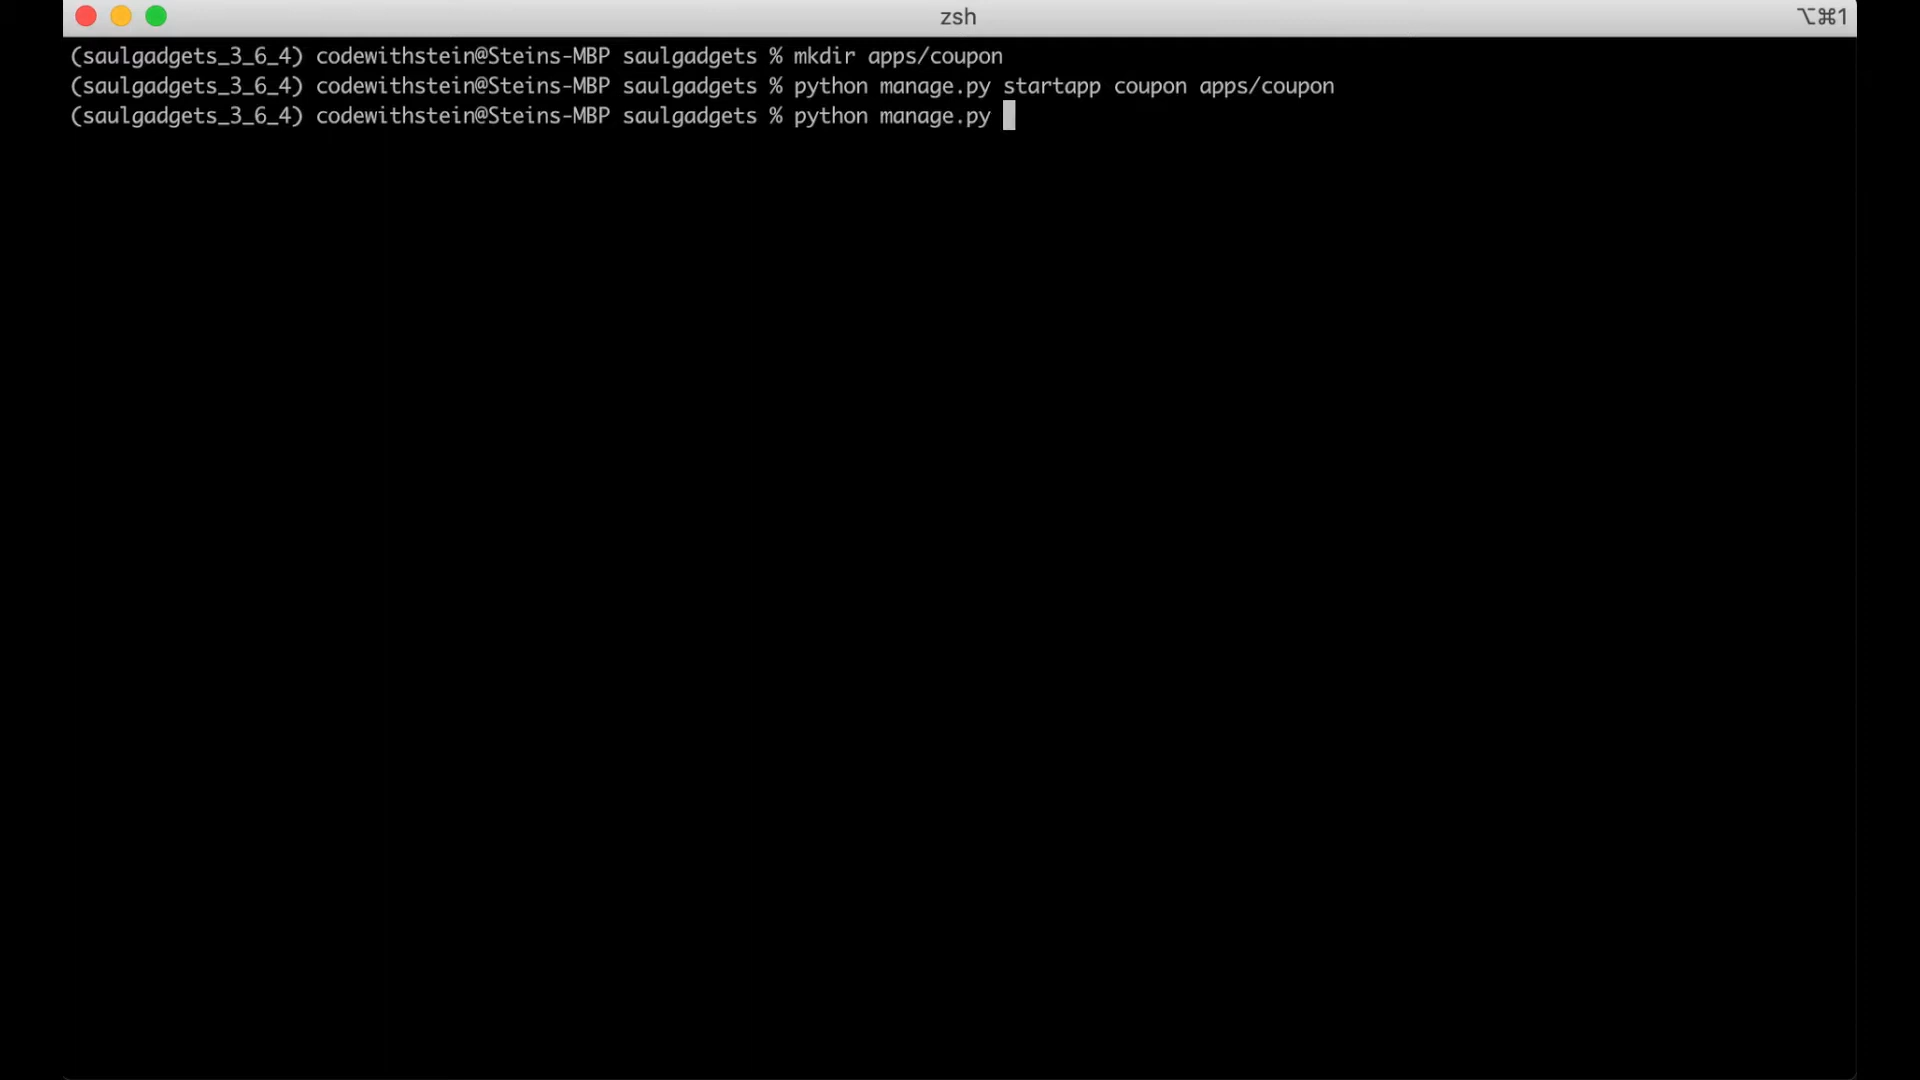 zsh
⌥⌘1
(saulgadgets_3_6_4) codewithstein@Steins-MBP saulgadgets % mkdir apps/coupon
(saulgadgets_3_6_4) codewithstein@Steins-MBP saulgadgets % python manage.py startapp coupon apps/coupon
(saulgadgets_3_6_4) codewithstein@Steins-MBP saulgadgets % python manage.py